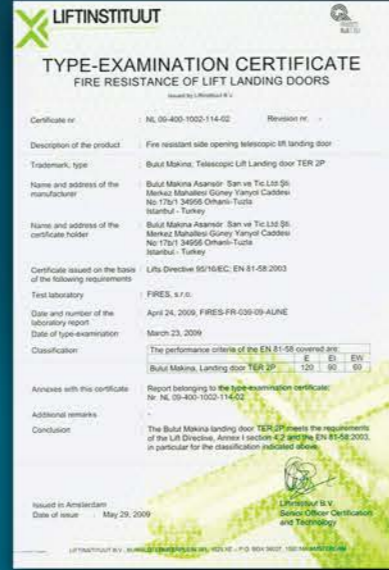 LIFTINSTITUUT
TYPE-EXAMINATION CERTIFICATE
FIRE RESISTANCE OF LIFT LANDING DOORS
Issued by Liftinstituut B.V.
Certificate nr. : NL 09-400-1002-114-02 Revision nr. : -
Description of the product : Fire resistant side opening telescopic lift landing door
Trademark, type : Bulut Makina; Telescopic Lift Landing door TER 2P
Name and address of the manufacturer : Bulut Makina Asansör San ve Tic.Ltd.Şti.
Merkez Mahallesi Güney Yanyol Caddesi
No:17b/1 34956 Orhanlı-Tuzla
Istanbul - Turkey
Name and address of the certificate holder : Bulut Makina Asansör San ve Tic.Ltd.Şti.
Merkez Mahallesi Güney Yanyol Caddesi
No:17b/1 34956 Orhanlı-Tuzla
Istanbul - Turkey
Certificate issued on the basis of the following requirements : Lifts Directive 95/16/EC; EN 81-58:2003
Test laboratory : FIRES, s.r.o.
Date and number of the laboratory report : April 24, 2009, FIRES-FR-039-09-AUNE
Date of type-examination : March 23, 2009
Classification : The performance criteria of the EN 81-58 covered are:
E EI EW
Bulut Makina, Landing door TER 2P 120 60 60
Annexes with this certificate : Report belonging to the type-examination certificate:
Nr. NL 09-400-1002-114-02
Additional remarks : -
Conclusion : The Bulut Makina landing door TER 2P meets the requirements
of the Lift Directive, Annex I section 4.2 and the EN 81-58:2003,
in particular for the classification indicated above.
Issued in Amsterdam
Date of issue : May 29, 2009
Liftinstituut B.V.
Senior Officer Certification
and Technology
LIFTINSTITUUT B.V.